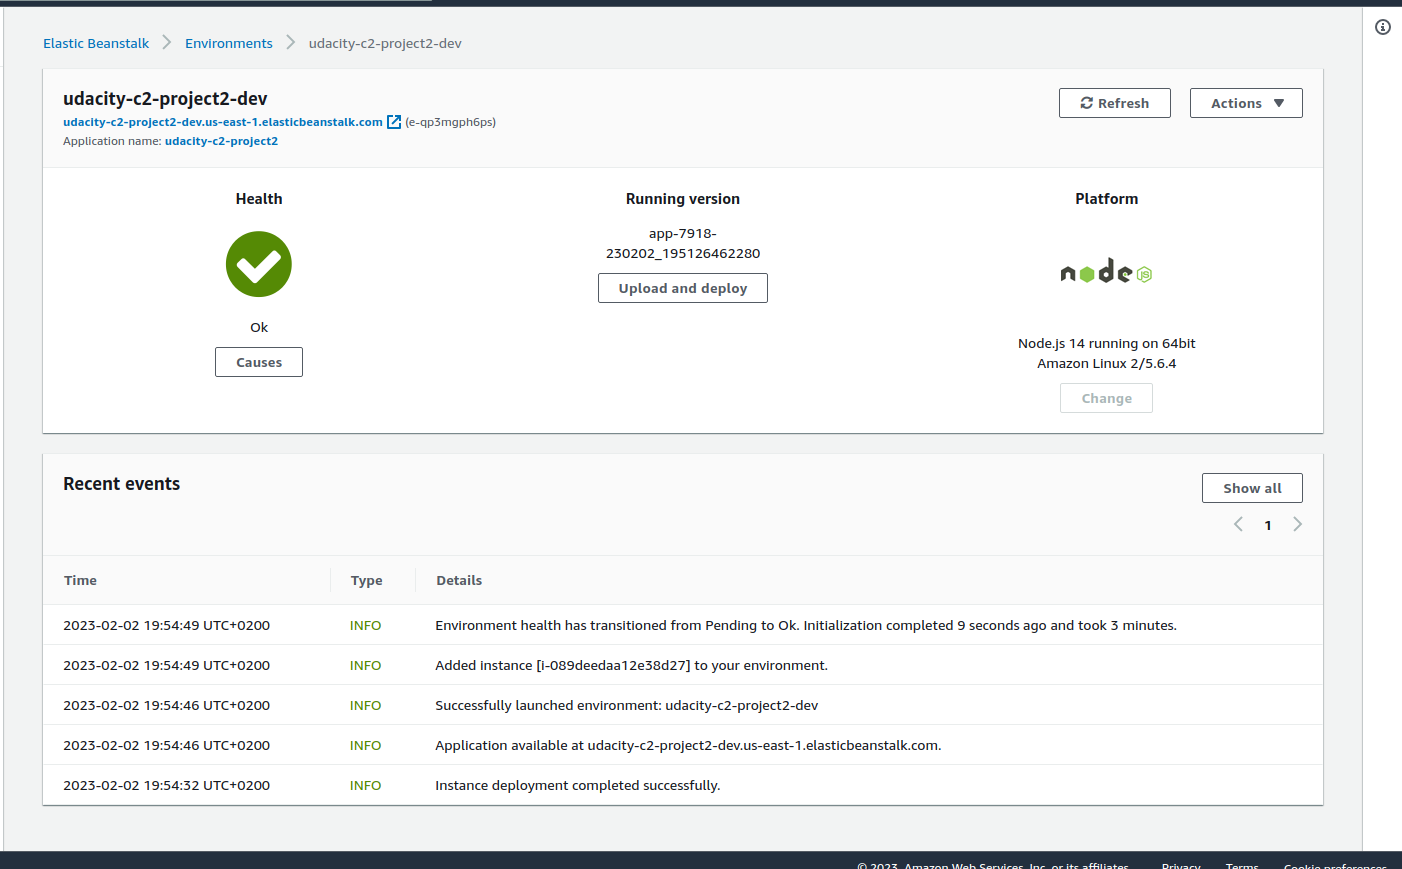 Elastic Beanstalk > Environments > udacity-c2-project2-dev
udacity-c2-project2-dev
Refresh
Actions
udacity-c2-project2-dev.us-east-1.elasticbeanstalk.com (e-qp3mgph6ps)
Application name: udacity-c2-project2
Health
Ok
Causes
Running version
app-7918-
230202_195126462280
Upload and deploy
Platform
node JS
Node.js 14 running on 64bit
Amazon Linux 2/5.6.4
Change
Recent events
Show all
1
Time Type Details
2023-02-02 19:54:49 UTC+0200 INFO Environment health has transitioned from Pending to Ok. Initialization completed 9 seconds ago and took 3 minutes.
2023-02-02 19:54:49 UTC+0200 INFO Added instance [i-089deedaa12e38d27] to your environment.
2023-02-02 19:54:46 UTC+0200 INFO Successfully launched environment: udacity-c2-project2-dev
2023-02-02 19:54:46 UTC+0200 INFO Application available at udacity-c2-project2-dev.us-east-1.elasticbeanstalk.com.
2023-02-02 19:54:32 UTC+0200 INFO Instance deployment completed successfully.
© 2023, Amazon Web Services, Inc. or its affiliates. Privacy Terms Cookie preferences